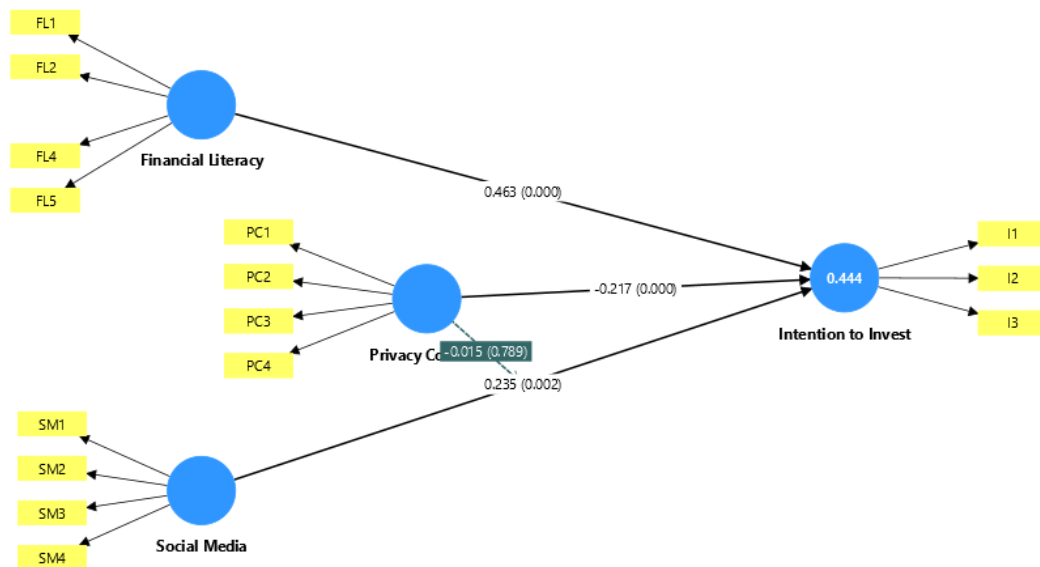 FL1
FL2
FL4
FL5
Financial Literacy
0.463 (0.000)
PC1
PC2
PC3
PC4
Privacy
-0.217 (0.000)
-0.015 (0.789)
0.235 (0.002)
0.444
Intention to Invest
I1
I2
I3
SM1
SM2
SM3
SM4
Social Media